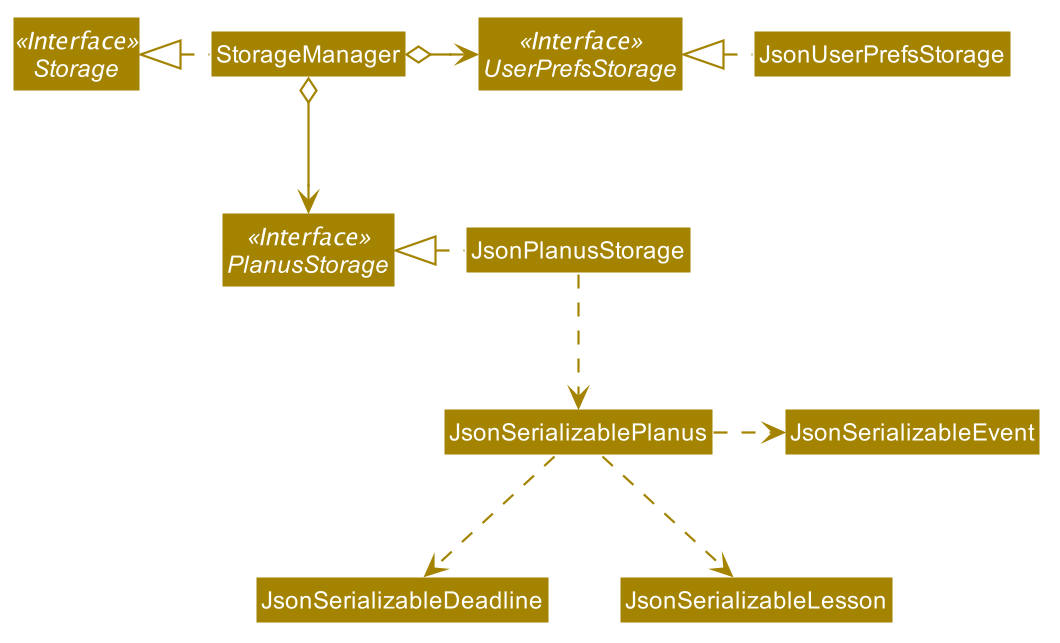 «Interface»
Storage
StorageManager
«Interface»
UserPrefsStorage
JsonUserPrefsStorage
«Interface»
PlanusStorage
JsonPlanusStorage
JsonSerializablePlanus
JsonSerializableEvent
JsonSerializableDeadline
JsonSerializableLesson